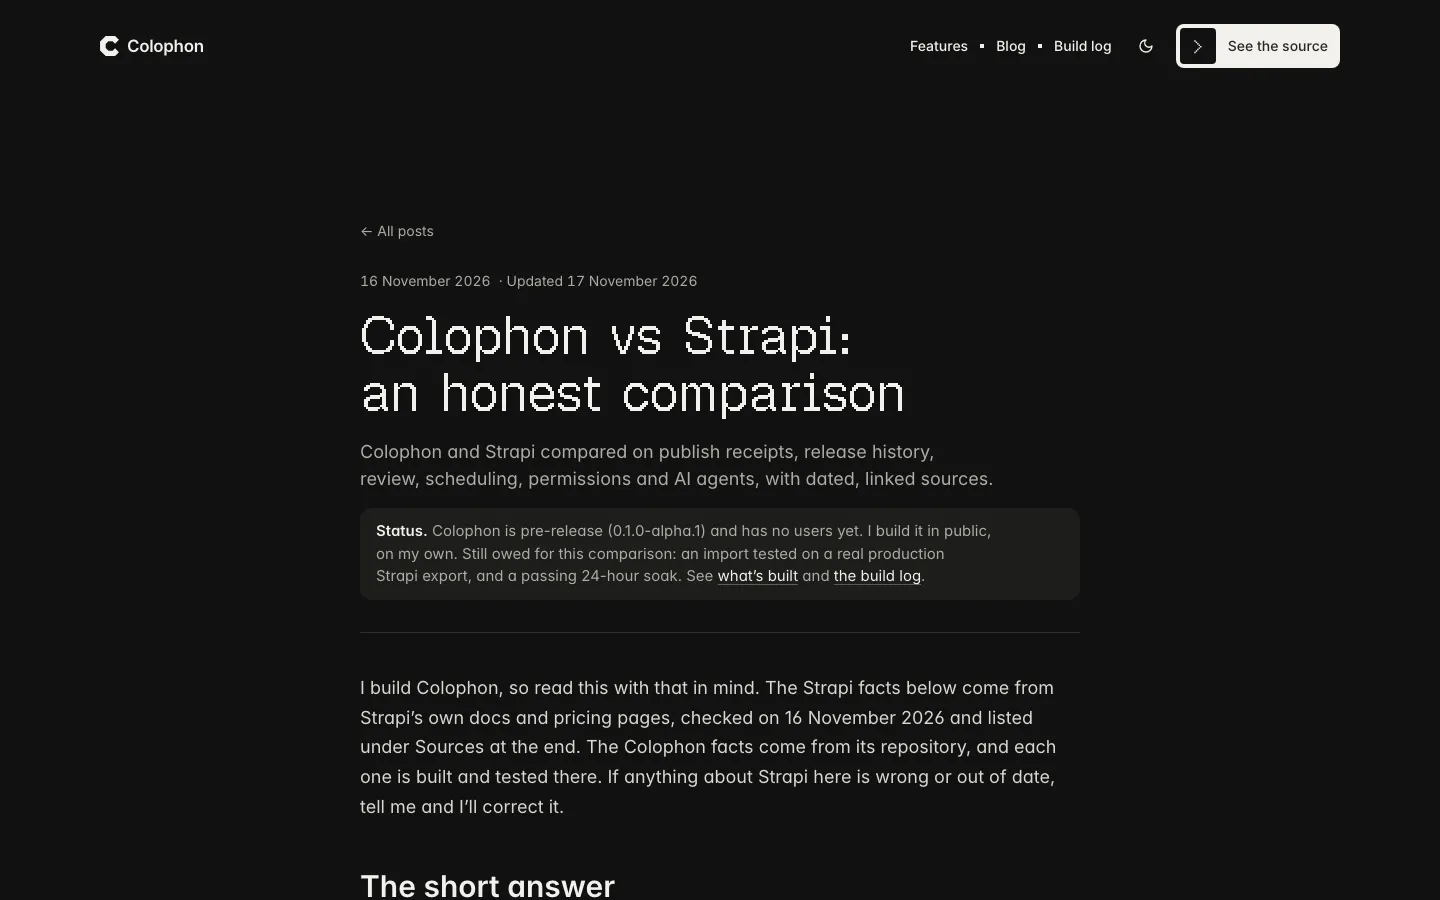 Colophon
Features
Blog
Build log
See the source
← All posts
16 November 2026 · Updated 17 November 2026
Colophon vs Strapi:
an honest comparison
Colophon and Strapi compared on publish receipts, release history,
review, scheduling, permissions and AI agents, with dated, linked sources.
Status. Colophon is pre-release (0.1.0-alpha.1) and has no users yet. I build it in public,
on my own. Still owed for this comparison: an import tested on a real production
Strapi export, and a passing 24-hour soak. See what’s built and the build log.
I build Colophon, so read this with that in mind. The Strapi facts below come from
Strapi’s own docs and pricing pages, checked on 16 November 2026 and listed
under Sources at the end. The Colophon facts come from its repository, and each
one is built and tested there. If anything about Strapi here is wrong or out of date,
tell me and I’ll correct it.
The short answer